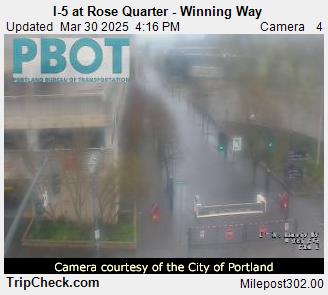 I-5 at Rose Quarter - Winning Way
Updated Mar 30 2025 4:16 PM Camera 4
PBOT
PORTLAND BUREAU OF TRANSPORTATION
Camera courtesy of the City of Portland
TripCheck.com Milepost302.00